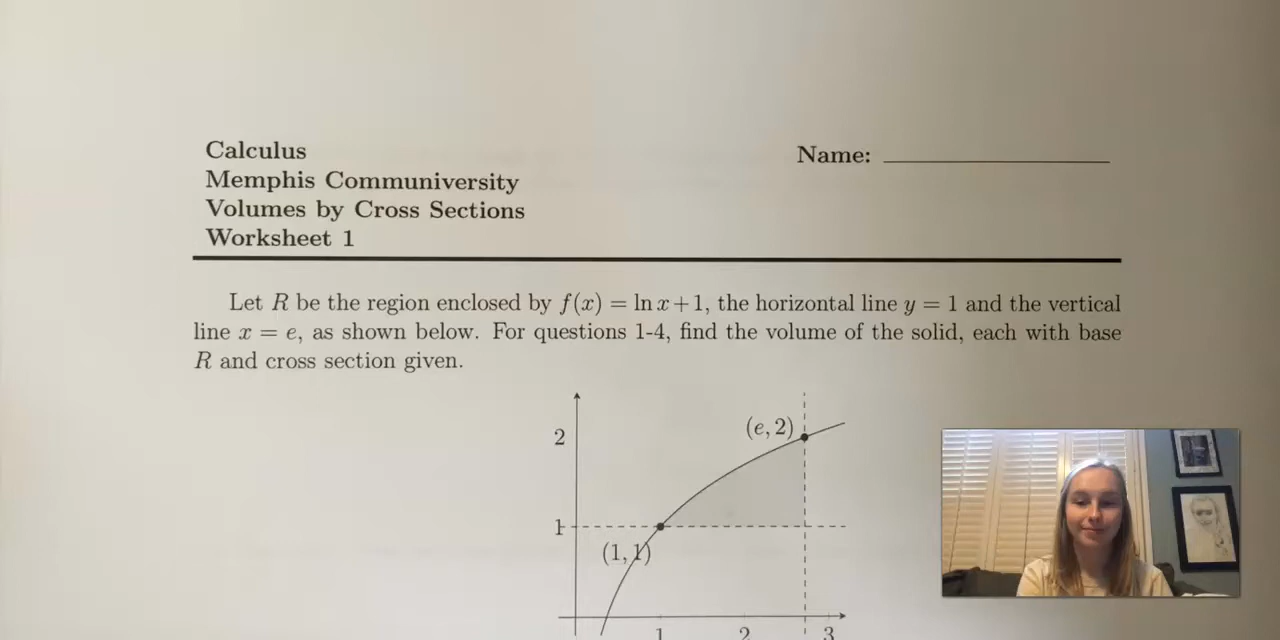 Calculus
Name:
Memphis Communiversity
Volumes by Cross Sections
Worksheet 1
Let R be the region enclosed by f(x) = ln x + 1, the horizontal line y = 1 and the vertical
line x = e, as shown below. For questions 1-4, find the volume of the solid, each with base
R and cross section given.
(e, 2)
2
1
(1, 1)
1 2 3